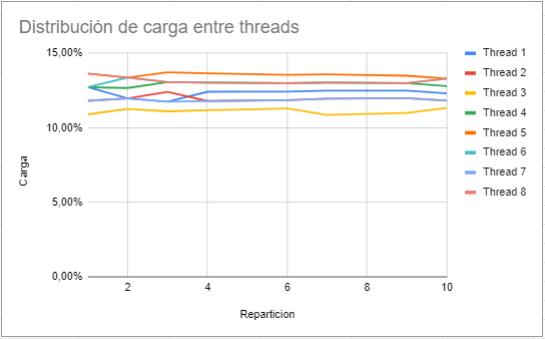 Distribución de carga entre threads
15,00%
10,00%
5,00%
0,00%
Carga
2
4
6
8
10
Reparticion
Thread 1
Thread 2
Thread 3
Thread 4
Thread 5
Thread 6
Thread 7
Thread 8